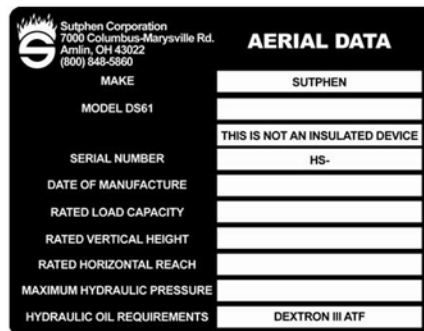 Sutphen Corporation
7000 Columbus-Marysville Rd.
Amlin, OH 43022
(800) 848-5860
AERIAL DATA
MAKE SUTPHEN
MODEL DS61
THIS IS NOT AN INSULATED DEVICE
SERIAL NUMBER HS-
DATE OF MANUFACTURE
RATED LOAD CAPACITY
RATED VERTICAL HEIGHT
RATED HORIZONTAL REACH
MAXIMUM HYDRAULIC PRESSURE
HYDRAULIC OIL REQUIREMENTS DEXTRON III ATF